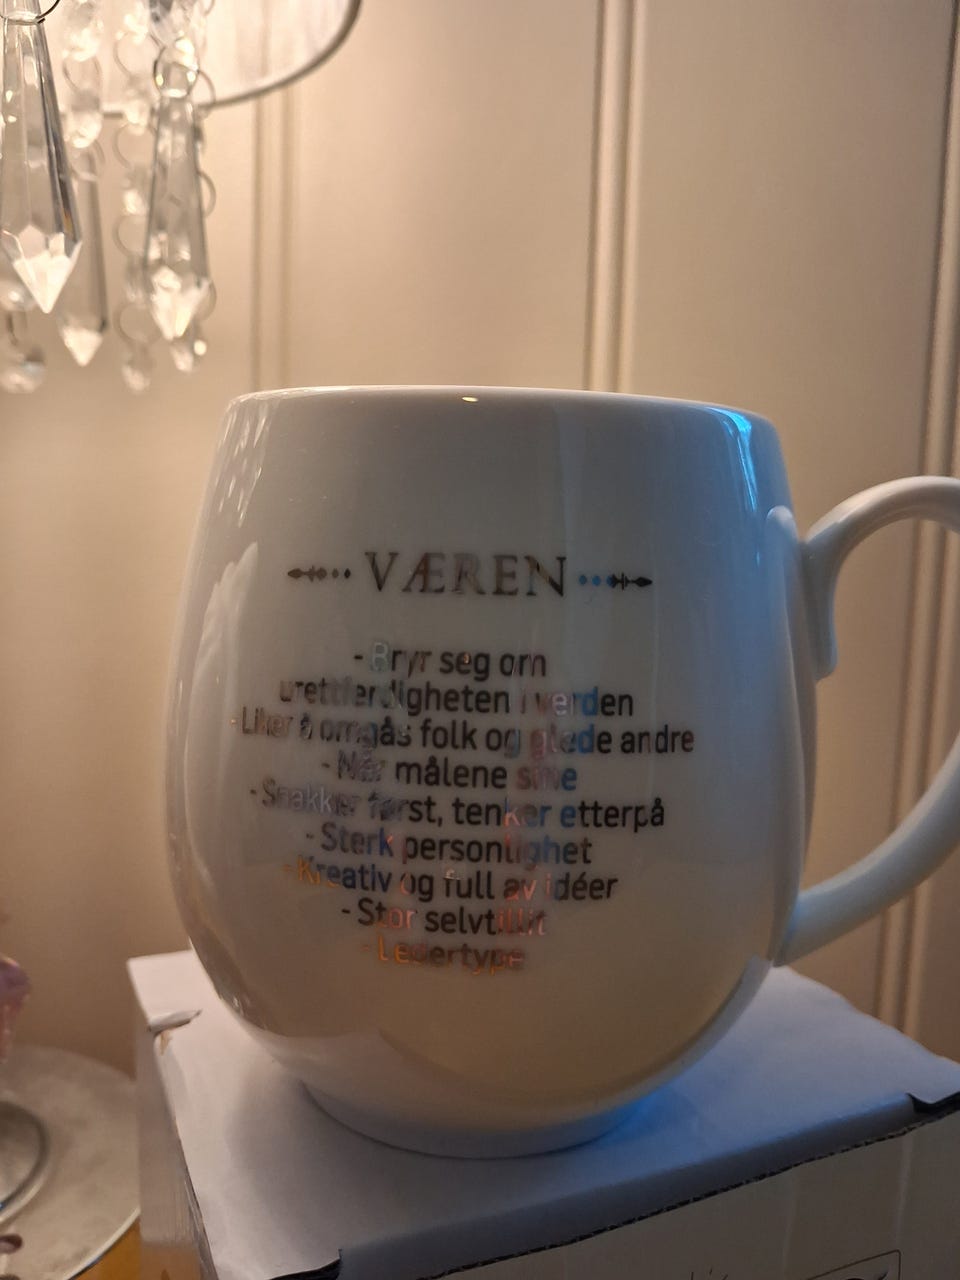 VÆREN
- Bryr seg om
urettferdigheten i verden
- Liker å omgås folk og glede andre
- Når målene sine
- Snakker først, tenker etterpå
- Sterk personlighet
- Kreativ og full av idéer
- Stor selvtillit
- Ledertype